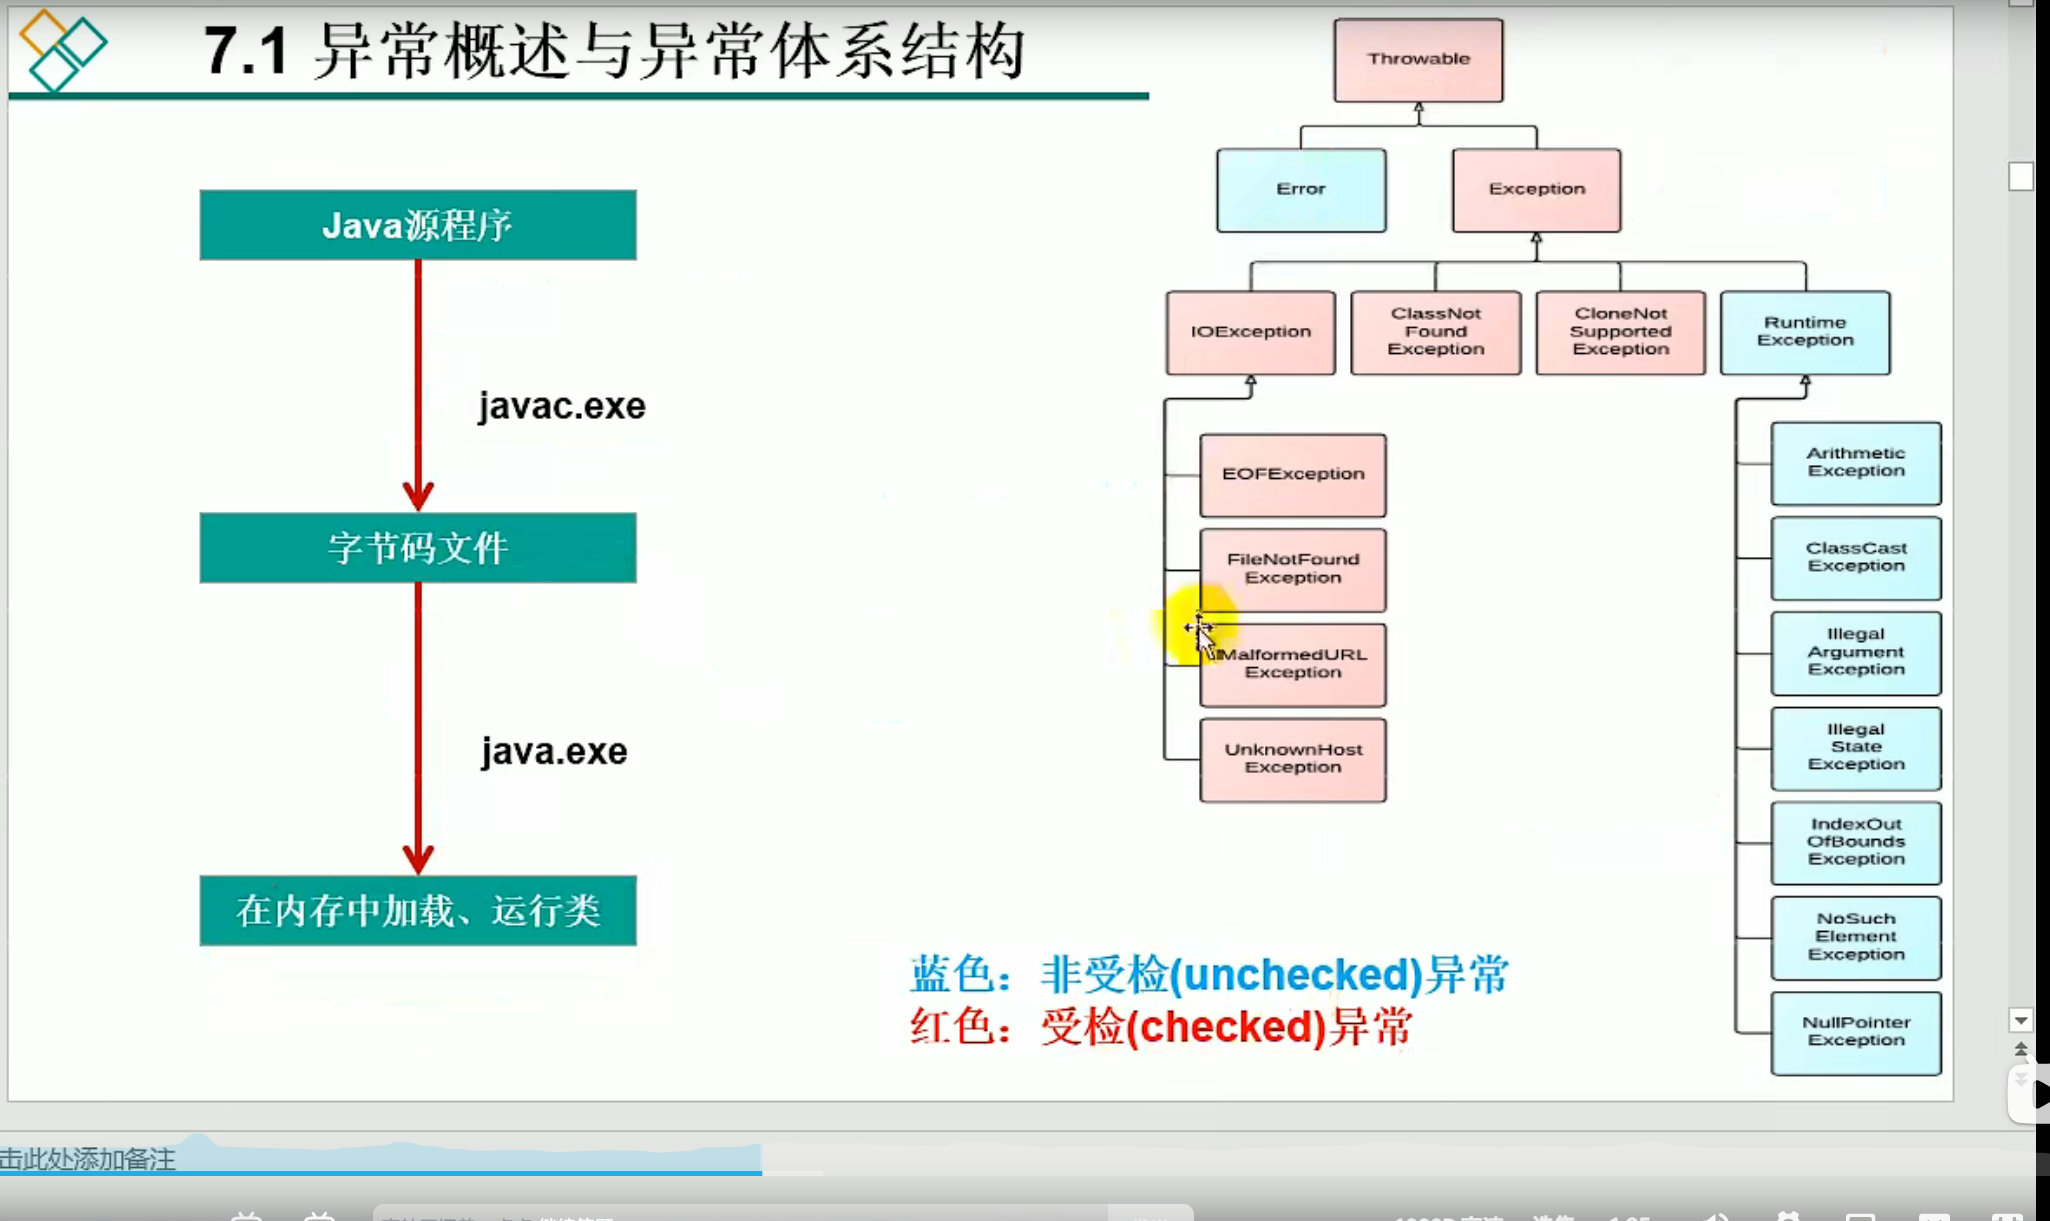 7.1 异常概述与异常体系结构
Java源程序
javac.exe
字节码文件
java.exe
在内存中加载、运行类
Throwable
Error
Exception
IOException
ClassNot
Found
Exception
CloneNot
Supported
Exception
Runtime
Exception
EOFException
FileNotFound
Exception
MalformedURL
Exception
UnknownHost
Exception
Arithmetic
Exception
ClassCast
Exception
Illegal
Argument
Exception
Illegal
State
Exception
IndexOut
OfBounds
Exception
NoSuch
Element
Exception
NullPointer
Exception
蓝色：非受检(unchecked)异常
红色：受检(checked)异常
击此处添加备注